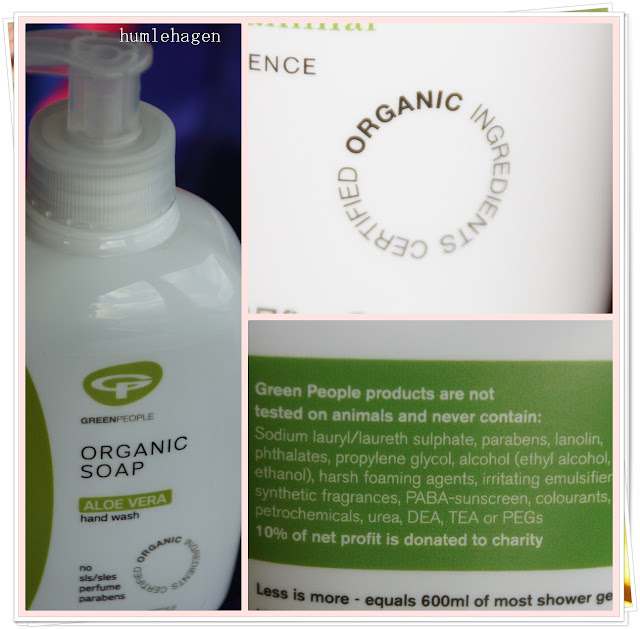 humlehagen
GREENPEOPLE
ORGANIC
SOAP
ALOE VERA
hand wash
no
sls/sles
perfume
parabens
CERTIFIED ORGANIC INGREDIENTS
ENCE
CERTIFIED ORGANIC INGREDIENTS
Green People products are not
tested on animals and never contain:
Sodium lauryl/laureth sulphate, parabens, lanolin,
phthalates, propylene glycol, alcohol (ethyl alcohol,
ethanol), harsh foaming agents, irritating emulsifier
synthetic fragrances, PABA-sunscreen, colourants,
petrochemicals, urea, DEA, TEA or PEGs
10% of net profit is donated to charity
Less is more - equals 600ml of most shower ge